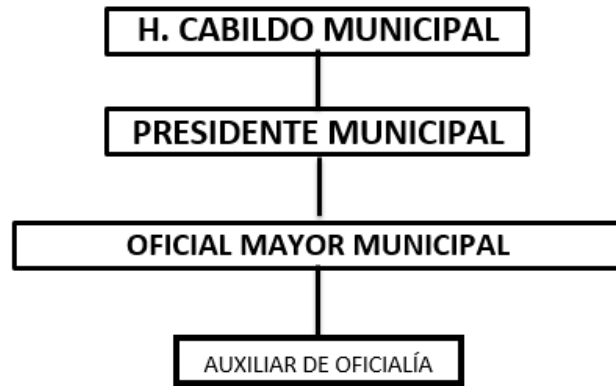 H. CABILDO MUNICIPAL
PRESIDENTE MUNICIPAL
OFICIAL MAYOR MUNICIPAL
AUXILIAR DE OFICIALÍA